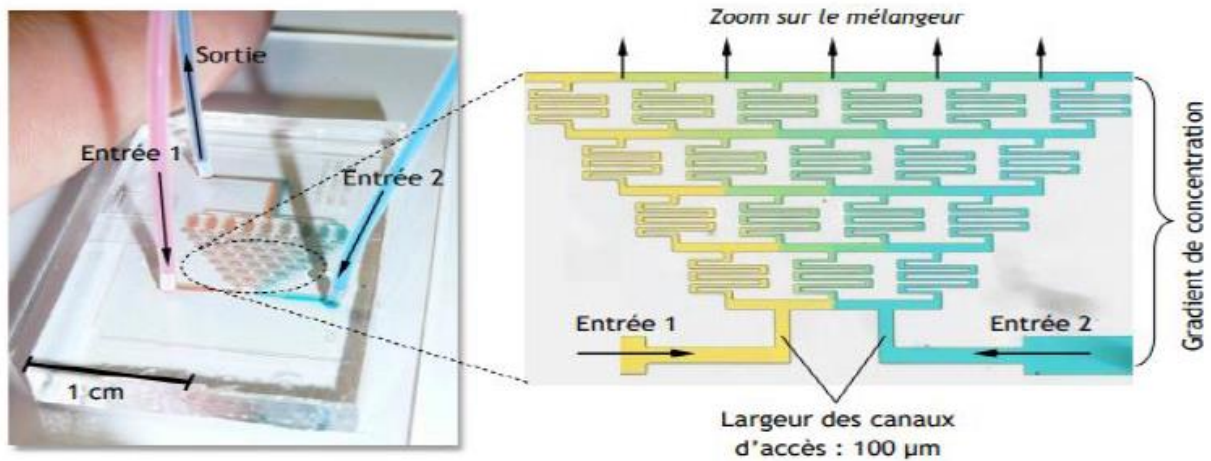 Zoom sur le mélangeur
Sortie
Entrée 1
Entrée 2
1 cm
Entrée 1
Entrée 2
Largeur des canaux
d'accès : 100 µm
Gradient de concentration